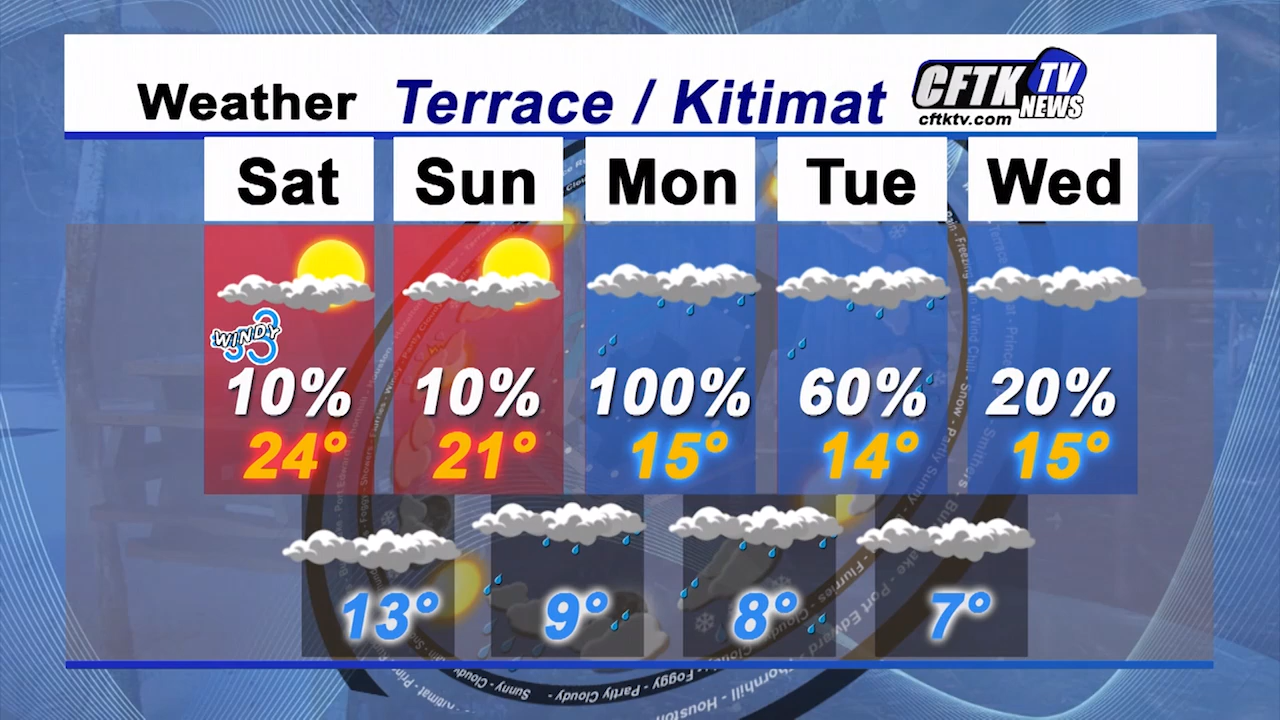 Weather Terrace / Kitimat CFTK TV NEWS
cftktv.com
Sat Sun Mon Tue Wed
WINDY
10% 10% 100% 60% 20%
24° 21° 15° 14° 15°
13° 9° 8° 7°